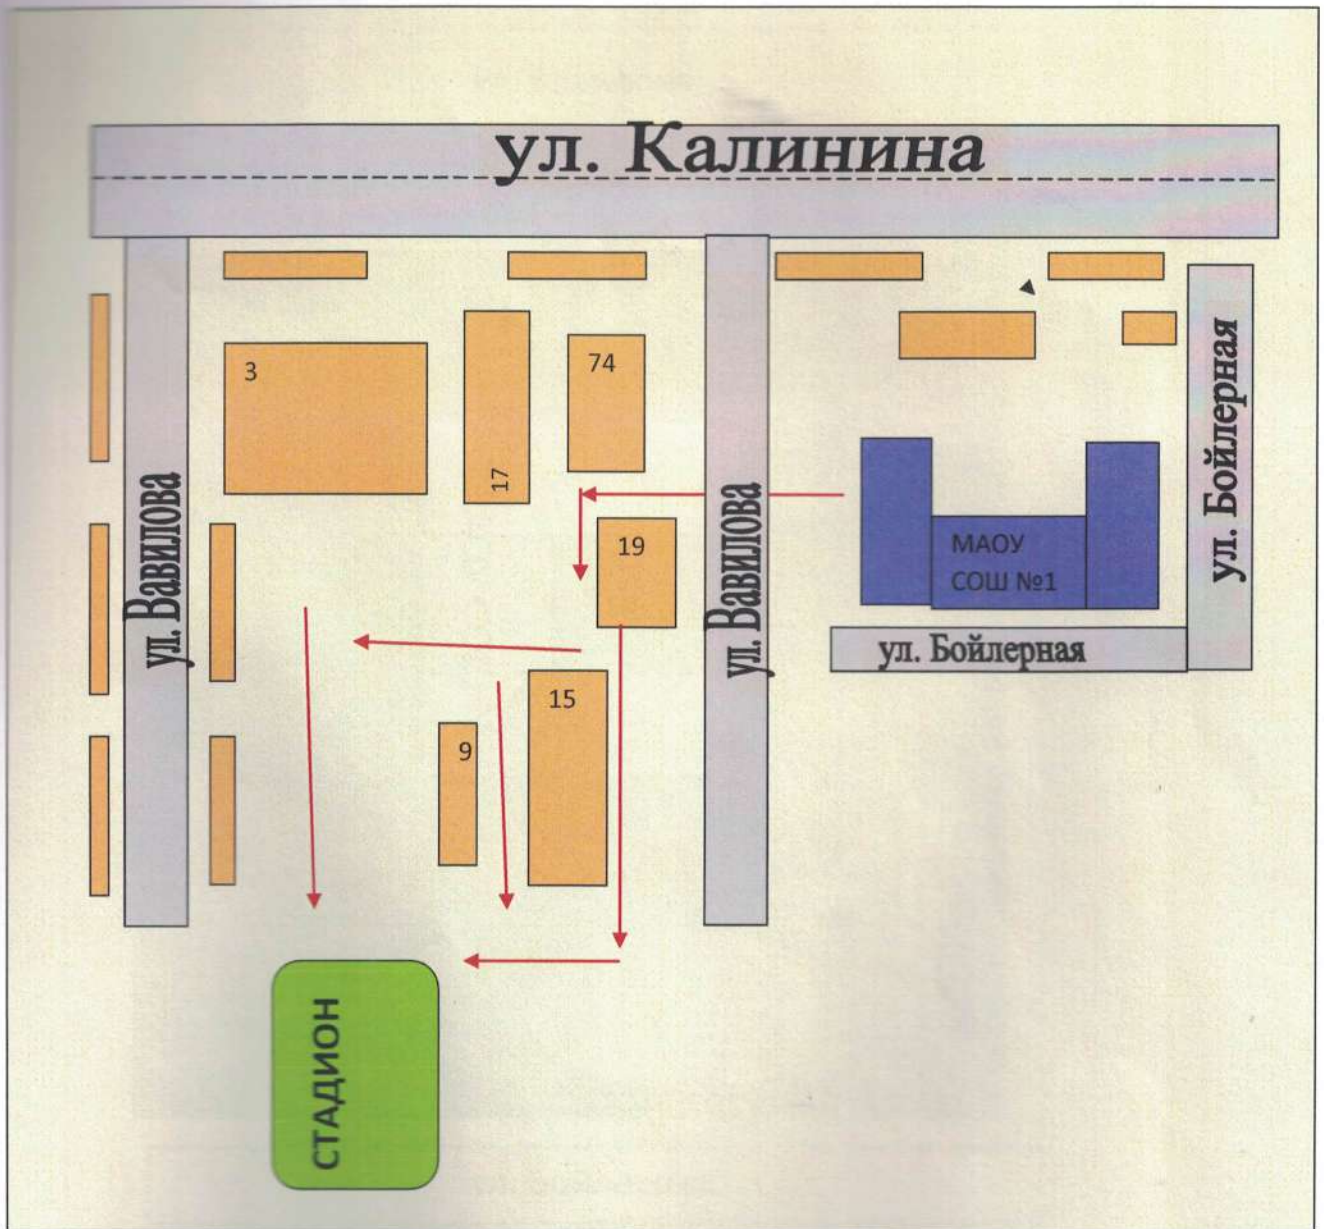 ул. Калинина
3
17
74
19
МАОУ
СОШ №1
ул. Вавилова
ул. Вавилова
ул. Бойлерная
ул. Бойлерная
15
9
СТАДИОН